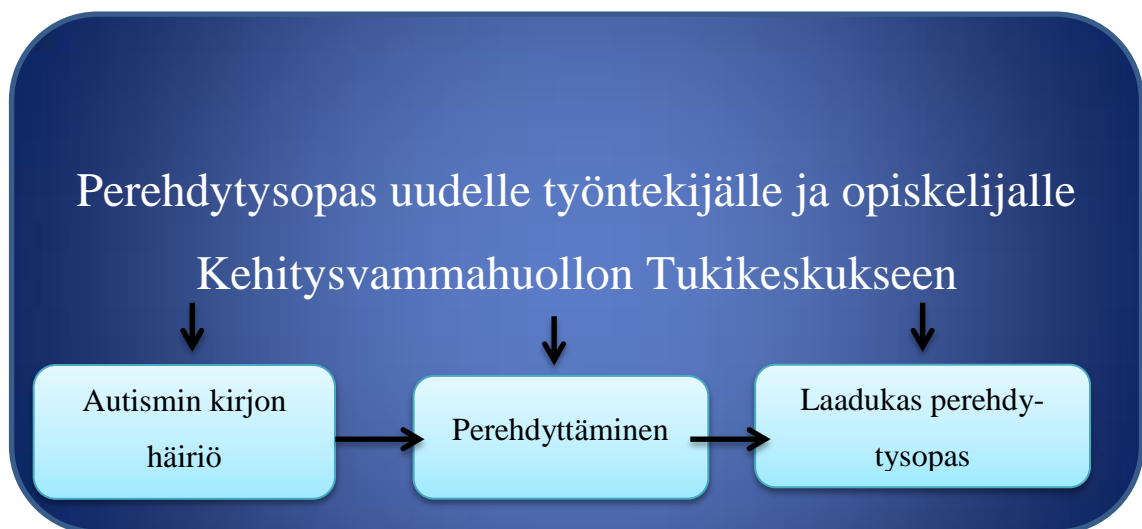 Perehdytysopas uudelle työntekijälle ja opiskelijalle
Kehitysvammahuollon Tukikeskukseen
Autismin kirjon
häiriö
Perehdyttäminen
Laadukas perehdy-
tysopas